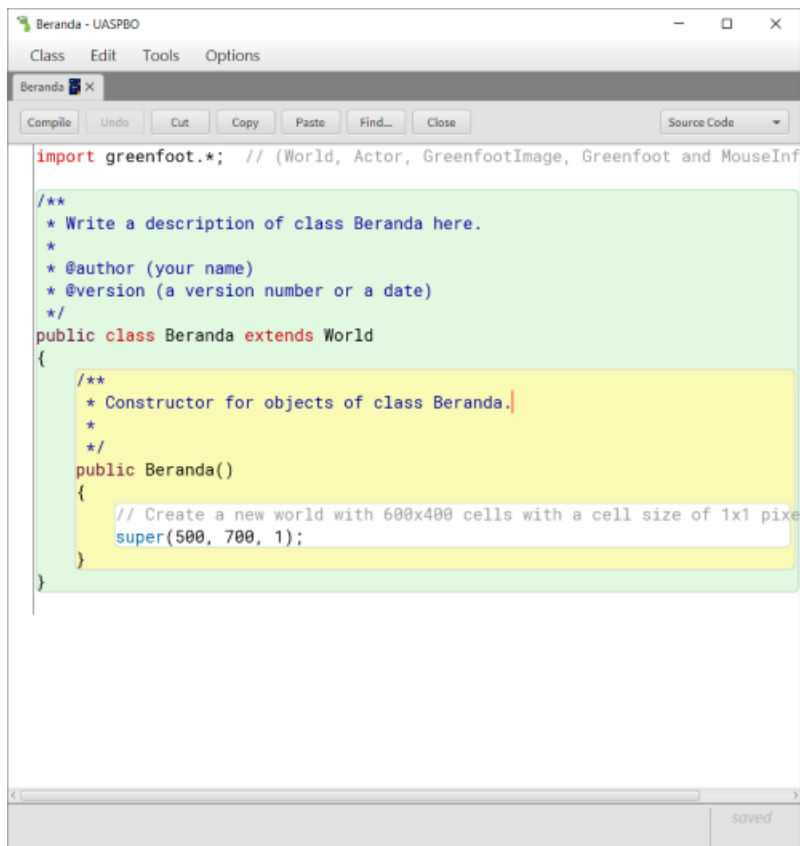 Beranda - UASPBO
Class Edit Tools Options
Beranda
Compile Undo Cut Copy Paste Find... Close Source Code
import greenfoot.*;  // (World, Actor, GreenfootImage, Greenfoot and MouseInf
/**
 * Write a description of class Beranda here.
 *
 * @author (your name)
 * @version (a version number or a date)
 */
public class Beranda extends World
{
    /**
     * Constructor for objects of class Beranda.
     *
     */
    public Beranda()
    {
        // Create a new world with 600x400 cells with a cell size of 1x1 pixe
        super(500, 700, 1);
    }
}
saved